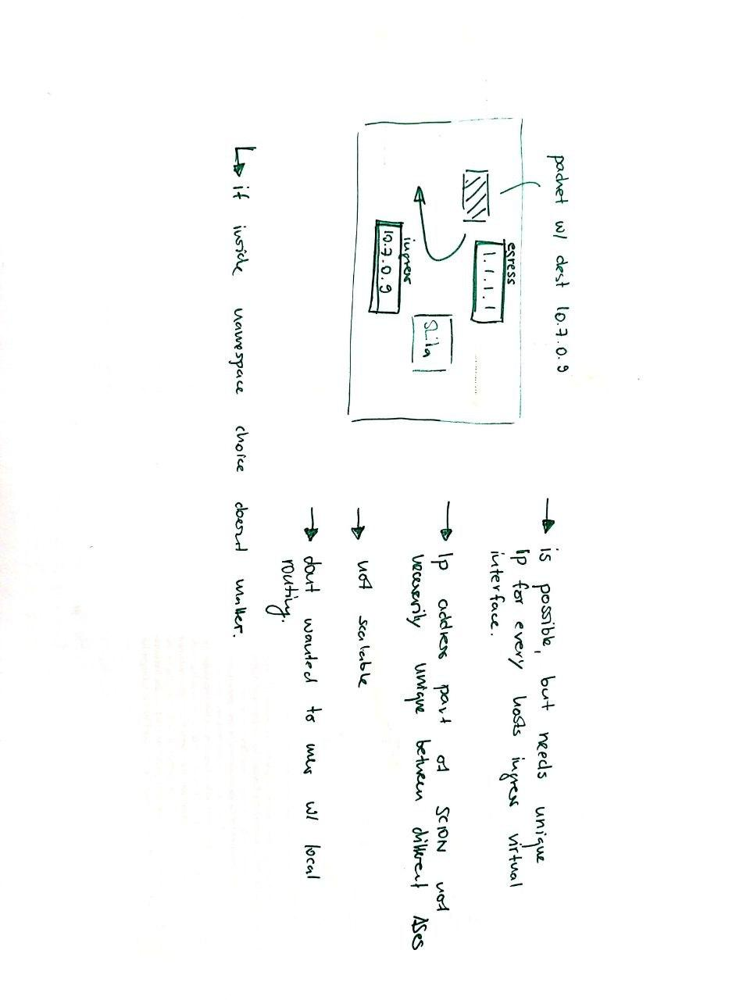 packet w/ dest 10.7.0.9
egress
1.1.1.1
ingress
10.7.0.9
→ is possible, but needs unique
Ip for every hosts ingress virtual
interface.
→ Ip address part of SCION not
necessarily unique between different ASes
→ not scalable
→ dont wanted to mess w/ local
routing.
↳ if inside namespace choice doesnt matter.